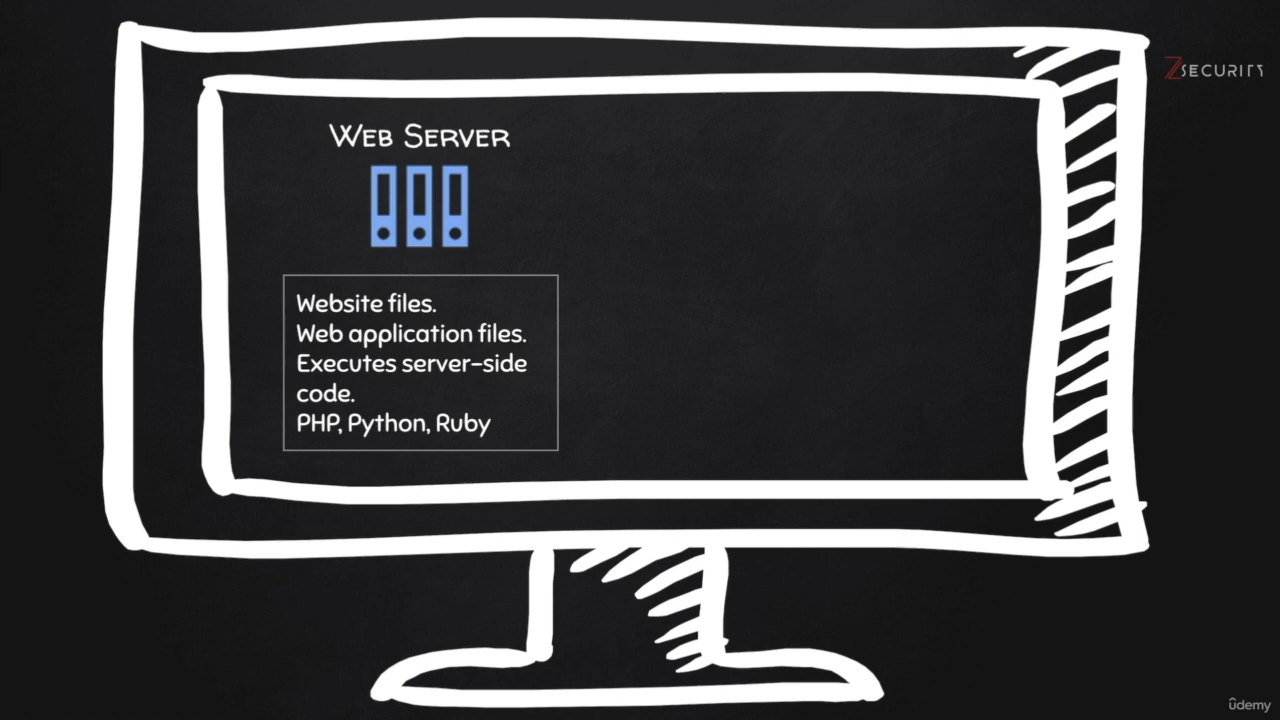 ZSECURITY
WEB SERVER
Website files.
Web application files.
Executes server-side
code.
PHP, Python, Ruby
ûdemy